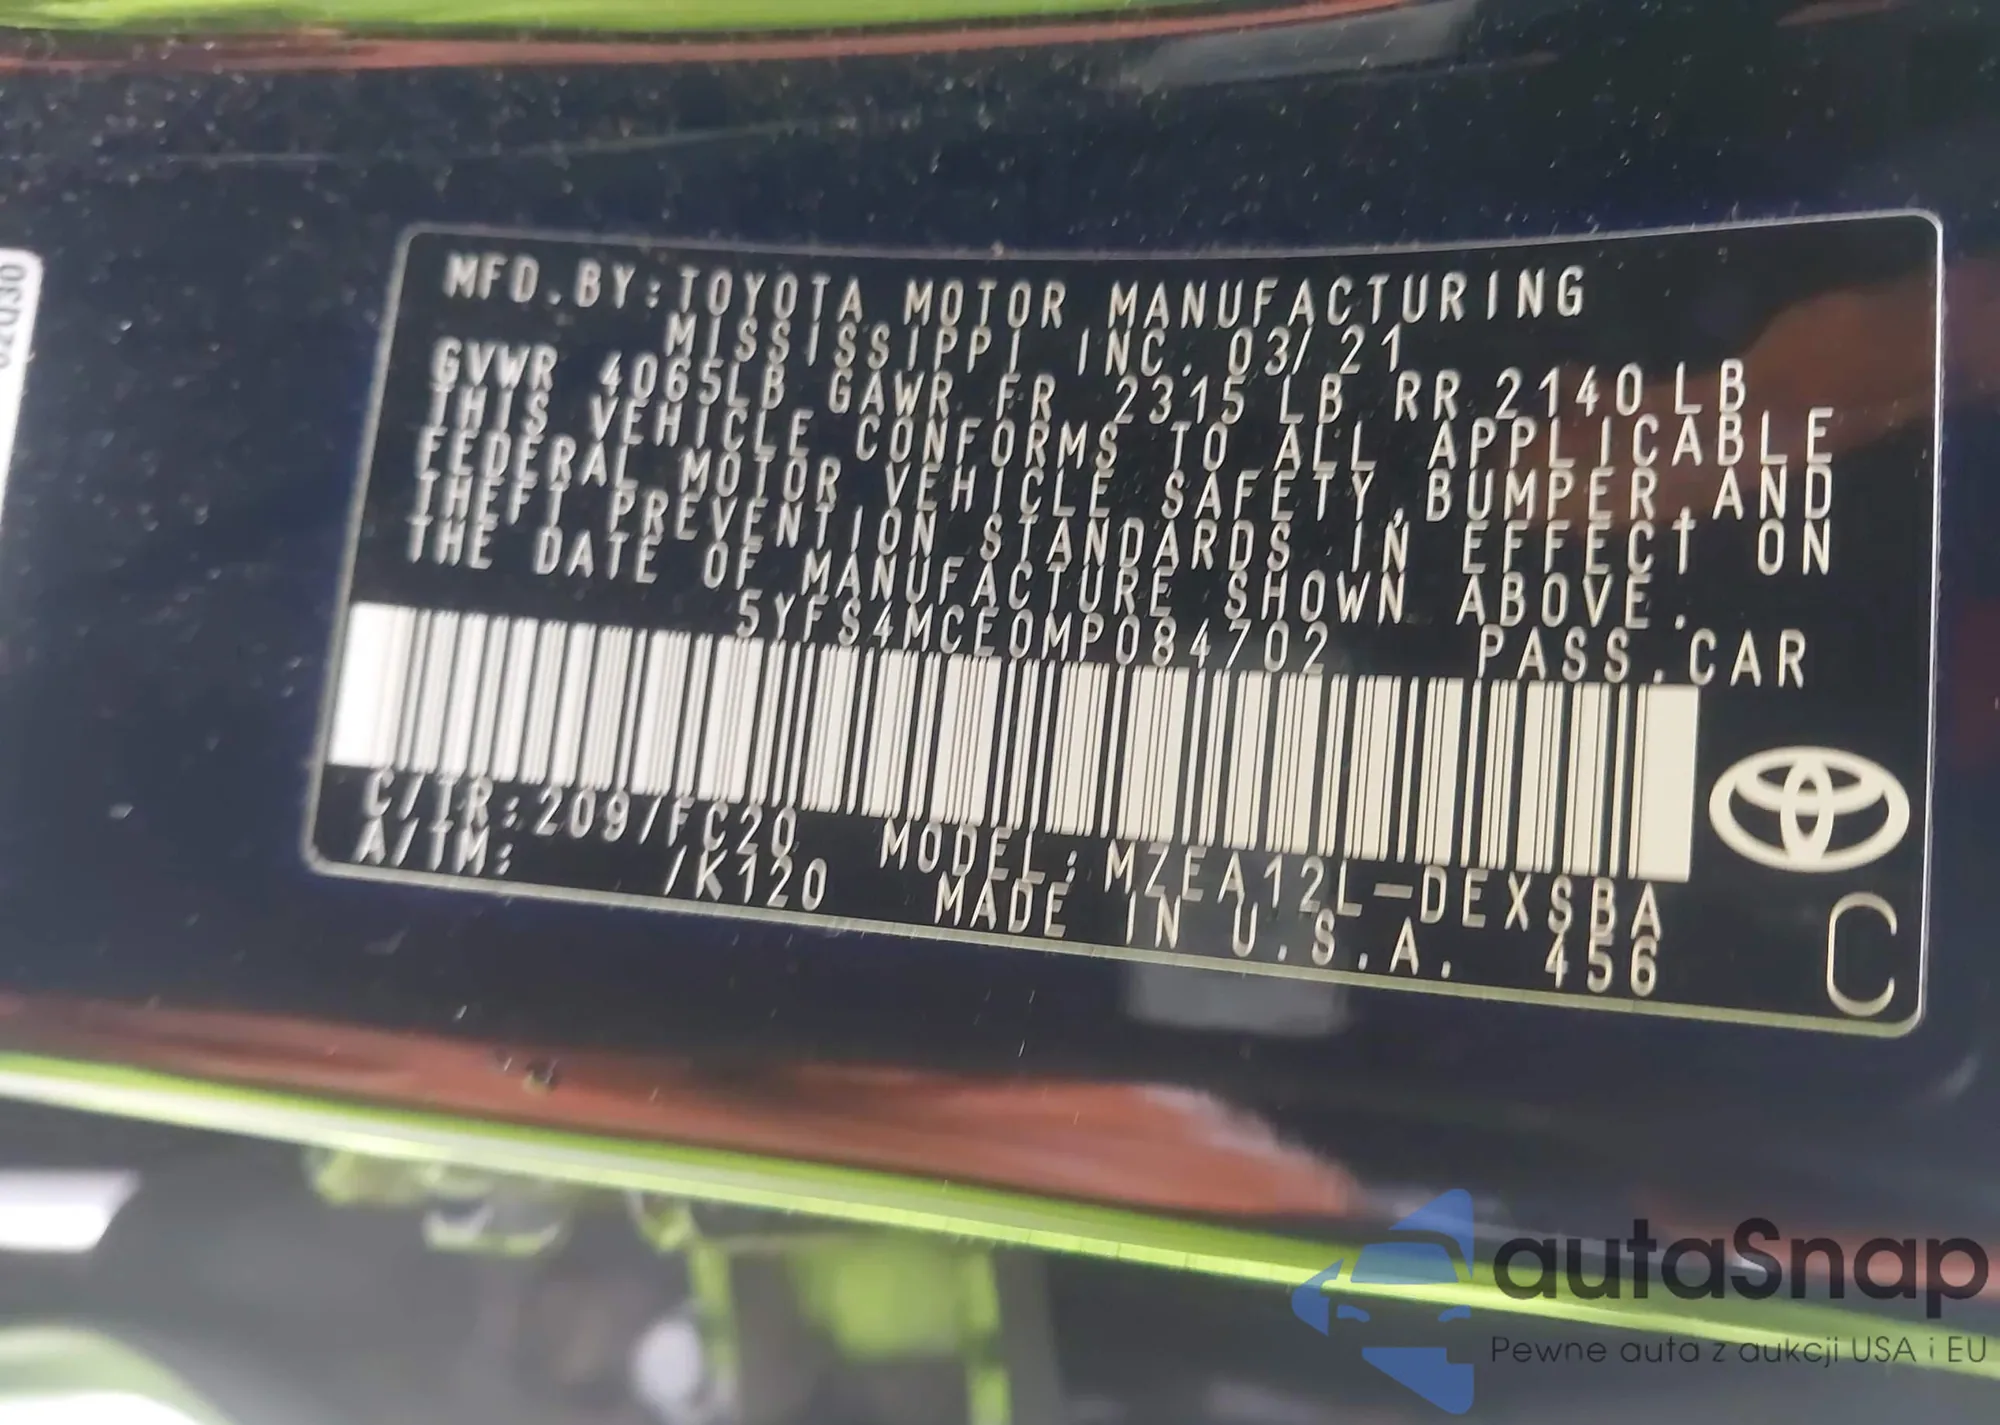 MFD.BY:TOYOTA MOTOR MANUFACTURING
MISSISSIPPI INC. 03/21
GVWR 4065LB GAWR FR 2315 LB RR 2140 LB
THIS VEHICLE CONFORMS TO ALL APPLICABLE
FEDERAL MOTOR VEHICLE SAFETY,BUMPER,AND
THEFT PREVENTION STANDARDS IN EFFECT ON
THE DATE OF MANUFACTURE SHOWN ABOVE.
5YFS4MCE0MP084702 PASS.CAR
C/TR:209/FC20 MODEL:MZEA12L-DEXSBA
A/TM: /K120 MADE IN U.S.A. 456
C
autaSnap
Pewne auta z aukcji USA i EU